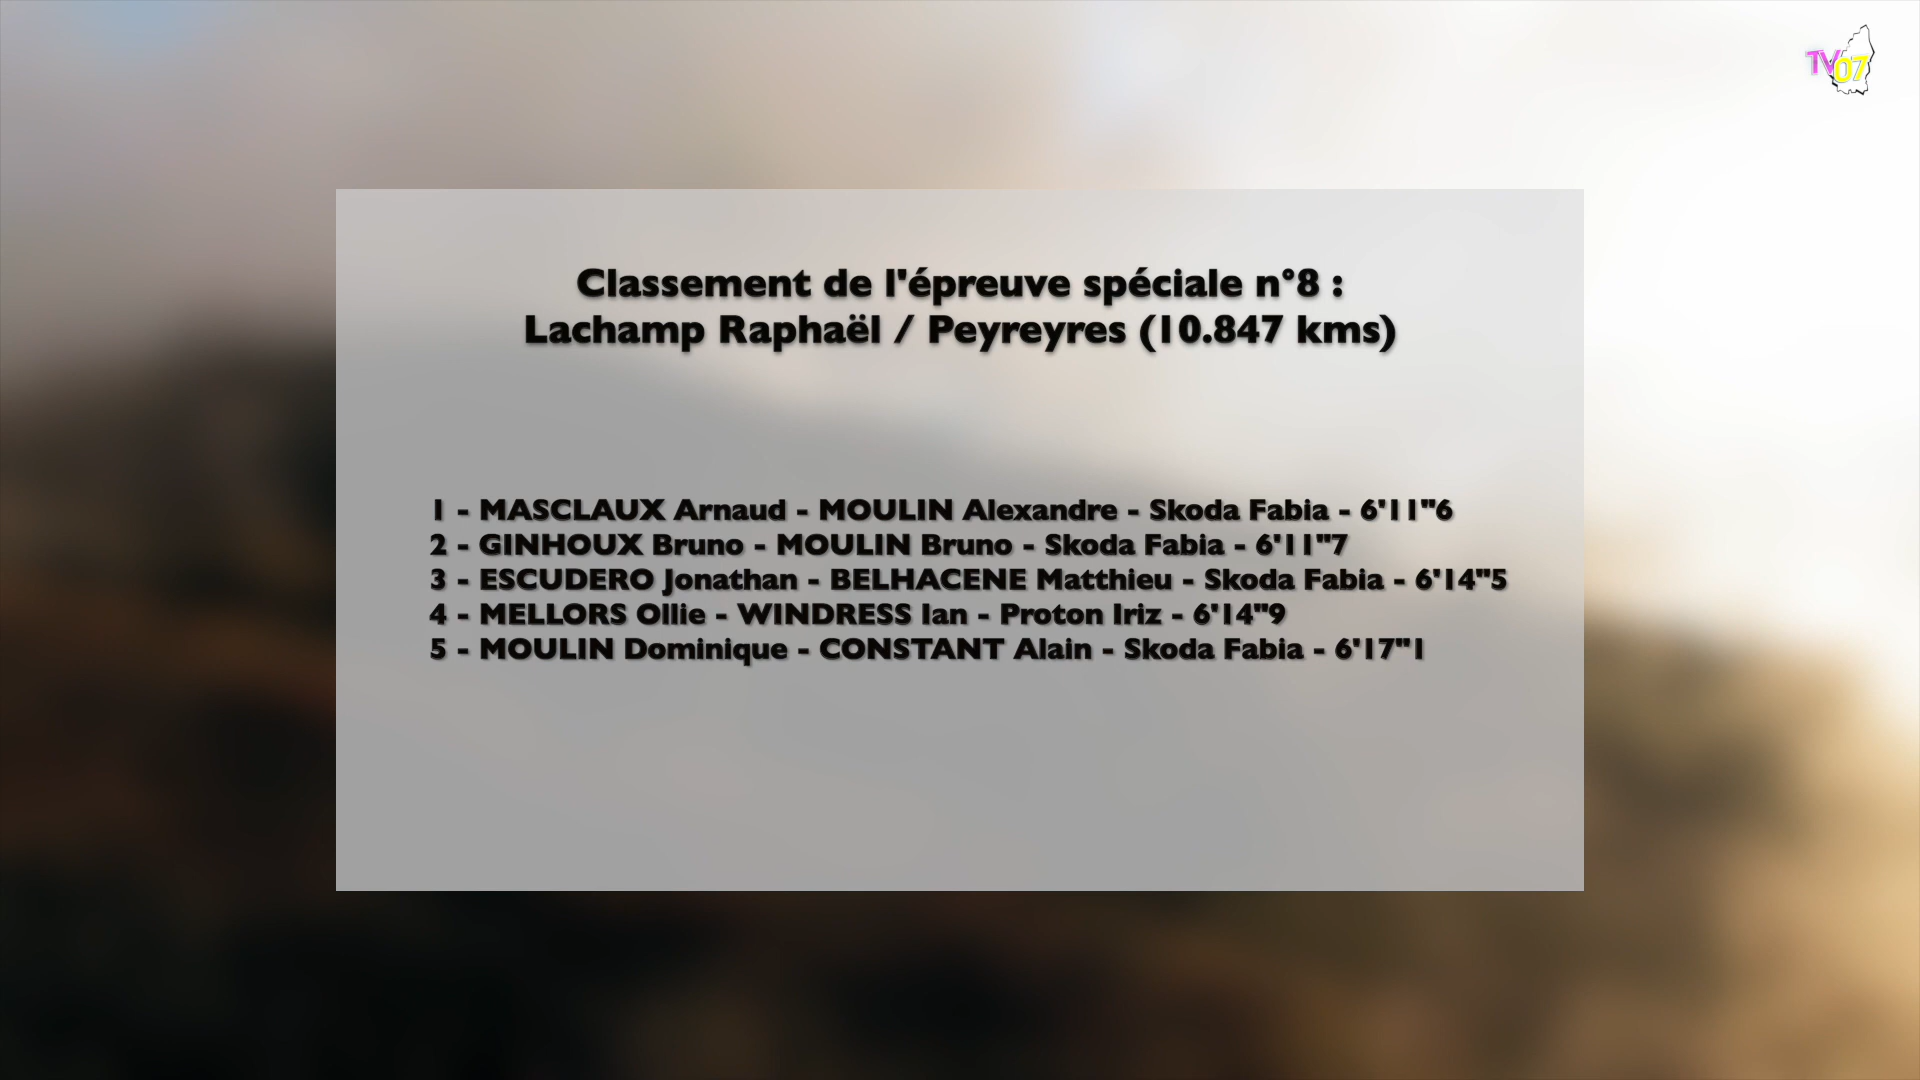 TV07
Classement de l'épreuve spéciale n°8 :
Lachamp Raphaël / Peyreyres (10.847 kms)
1 - MASCLAUX Arnaud - MOULIN Alexandre - Skoda Fabia - 6'11"6
2 - GINHOUX Bruno - MOULIN Bruno - Skoda Fabia - 6'11"7
3 - ESCUDERO Jonathan - BELHACENE Matthieu - Skoda Fabia - 6'14"5
4 - MELLORS Ollie - WINDRESS Ian - Proton Iriz - 6'14"9
5 - MOULIN Dominique - CONSTANT Alain - Skoda Fabia - 6'17"1